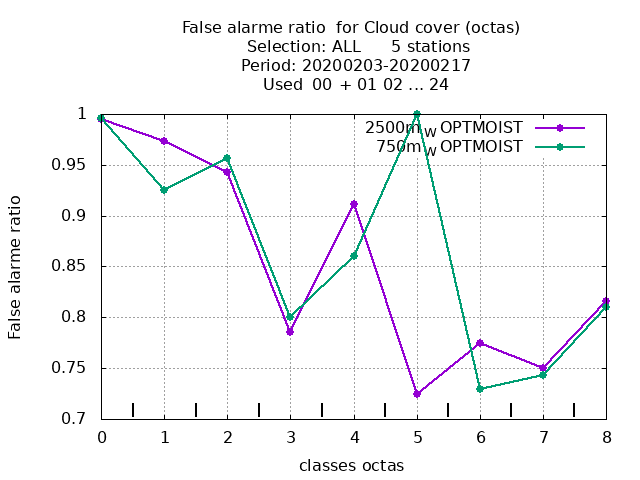 False alarme ratio for Cloud cover (octas)
Selection: ALL 5 stations
Period: 20200203-20200217
Used 00 + 01 02 ... 24
2500m_W OPTMOIST
750m_W OPTMOIST
1
0.95
0.9
0.85
0.8
0.75
0.7
False alarme ratio
0 1 2 3 4 5 6 7 8
classes octas